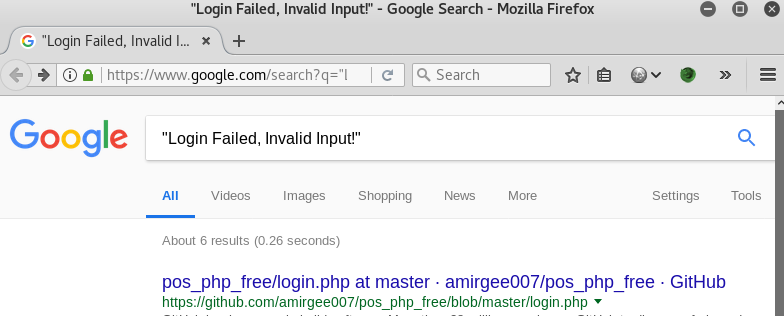 "Login Failed, Invalid Input!" - Google Search - Mozilla Firefox
"Login Failed, Invalid I...
https://www.google.com/search?q="l
Search
Google
"Login Failed, Invalid Input!"
All Videos Images Shopping News More Settings Tools
About 6 results (0.26 seconds)
pos_php_free/login.php at master · amirgee007/pos_php_free · GitHub
https://github.com/amirgee007/pos_php_free/blob/master/login.php